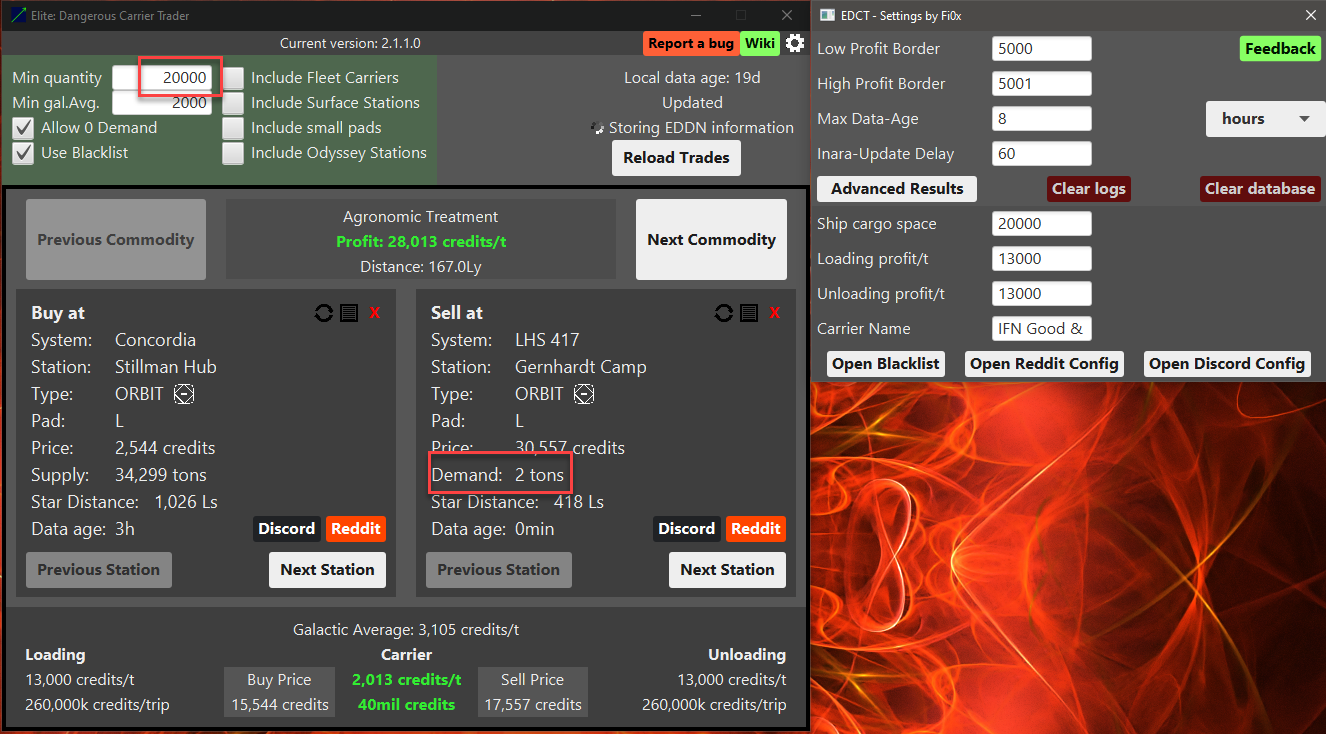 Elite: Dangerous Carrier Trader
Current version: 2.1.1.0
Report a bug
Wiki
Min quantity 20000
Include Fleet Carriers
Min gal.Avg. 2000
Include Surface Stations
Allow 0 Demand
Include small pads
Use Blacklist
Include Odyssey Stations
Local data age: 19d
Updated
Storing EDDN information
Reload Trades
Previous Commodity
Agronomic Treatment
Profit: 28,013 credits/t
Distance: 167.0Ly
Next Commodity
Buy at
X
System: Concordia
Station: Stillman Hub
Type: ORBIT
Pad: L
Price: 2,544 credits
Supply: 34,299 tons
Star Distance: 1,026 Ls
Data age: 3h
Discord
Reddit
Previous Station
Next Station
Sell at
X
System: LHS 417
Station: Gernhardt Camp
Type: ORBIT
Pad: L
Price: 30,557 credits
Demand: 2 tons
Star Distance: 418 Ls
Data age: 0min
Discord
Reddit
Previous Station
Next Station
Galactic Average: 3,105 credits/t
Loading
13,000 credits/t
260,000k credits/trip
Carrier
Buy Price
15,544 credits
2,013 credits/t
40mil credits
Sell Price
17,557 credits
Unloading
13,000 credits/t
260,000k credits/trip
EDCT - Settings by Fi0x
Low Profit Border 5000
Feedback
High Profit Border 5001
Max Data-Age 8
hours
Inara-Update Delay 60
Advanced Results
Clear logs
Clear database
Ship cargo space 20000
Loading profit/t 13000
Unloading profit/t 13000
Carrier Name IFN Good &
Open Blacklist
Open Reddit Config
Open Discord Config